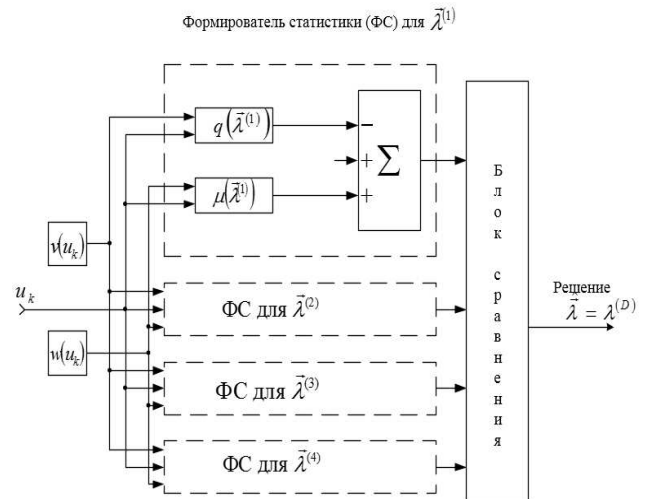 Формирователь статистики (ФС) для $\vec{\lambda}^{(1)}$
$q(\vec{\lambda}^{(1)})$
−
+
Σ
$\mu(\vec{\lambda}^{1)})$
+
$v(u_k)$
$u_k$
$w(u_k)$
ФС для $\vec{\lambda}^{(2)}$
ФС для $\vec{\lambda}^{(3)}$
ФС для $\vec{\lambda}^{(4)}$
Блок сравнения
Решение
$\vec{\lambda} = \lambda^{(D)}$